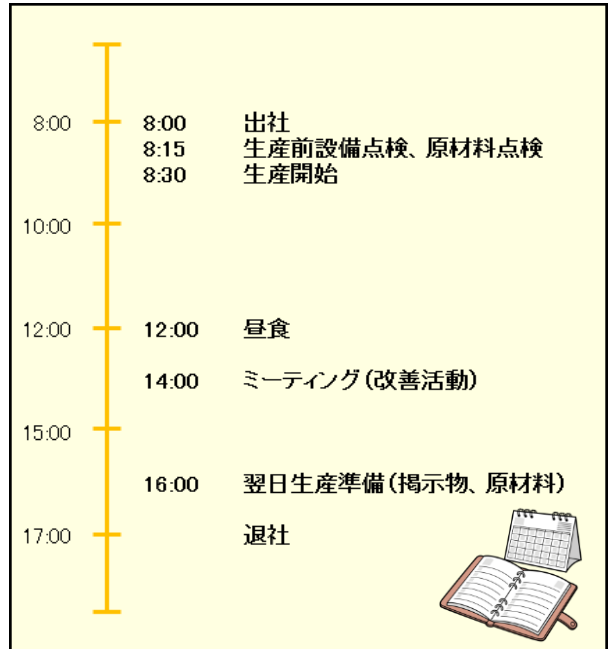 8:00 8:00 出社
8:15 生産前設備点検、原材料点検
8:30 生産開始
10:00
12:00 12:00 昼食
14:00 ミーティング(改善活動)
15:00
16:00 翌日生産準備(掲示物、原材料)
17:00 退社